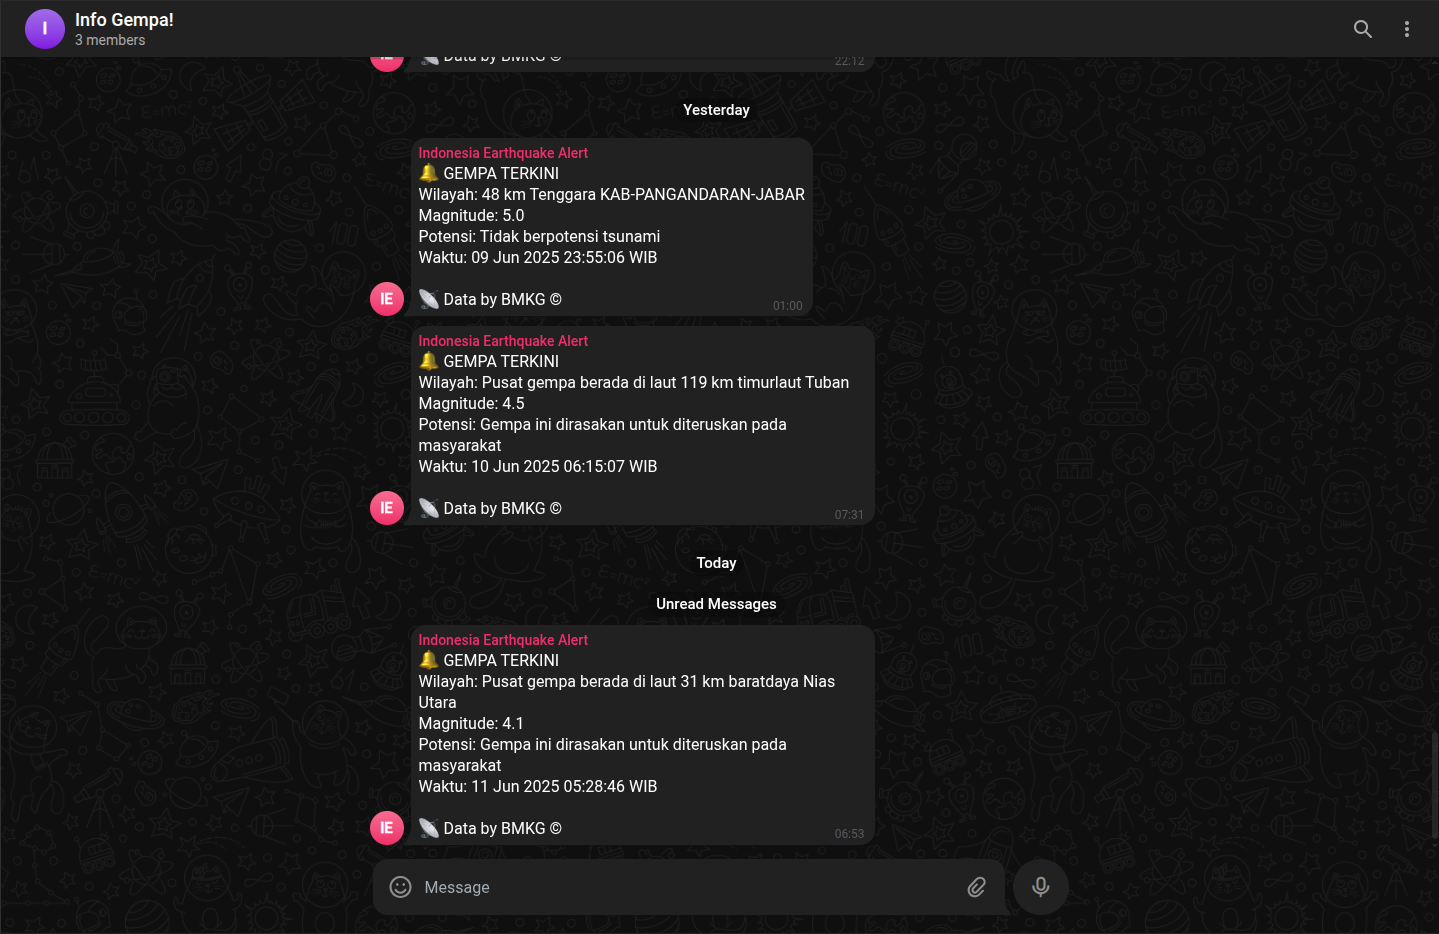 I
Info Gempa!
3 members
IE
Data by BMKG ©
22:12
Yesterday
Indonesia Earthquake Alert
🔔 GEMPA TERKINI
Wilayah: 48 km Tenggara KAB-PANGANDARAN-JABAR
Magnitude: 5.0
Potensi: Tidak berpotensi tsunami
Waktu: 09 Jun 2025 23:55:06 WIB
IE
📡 Data by BMKG ©
01:00
Indonesia Earthquake Alert
🔔 GEMPA TERKINI
Wilayah: Pusat gempa berada di laut 119 km timurlaut Tuban
Magnitude: 4.5
Potensi: Gempa ini dirasakan untuk diteruskan pada
masyarakat
Waktu: 10 Jun 2025 06:15:07 WIB
IE
📡 Data by BMKG ©
07:31
Today
Unread Messages
Indonesia Earthquake Alert
🔔 GEMPA TERKINI
Wilayah: Pusat gempa berada di laut 31 km baratdaya Nias
Utara
Magnitude: 4.1
Potensi: Gempa ini dirasakan untuk diteruskan pada
masyarakat
Waktu: 11 Jun 2025 05:28:46 WIB
IE
📡 Data by BMKG ©
06:53
Message